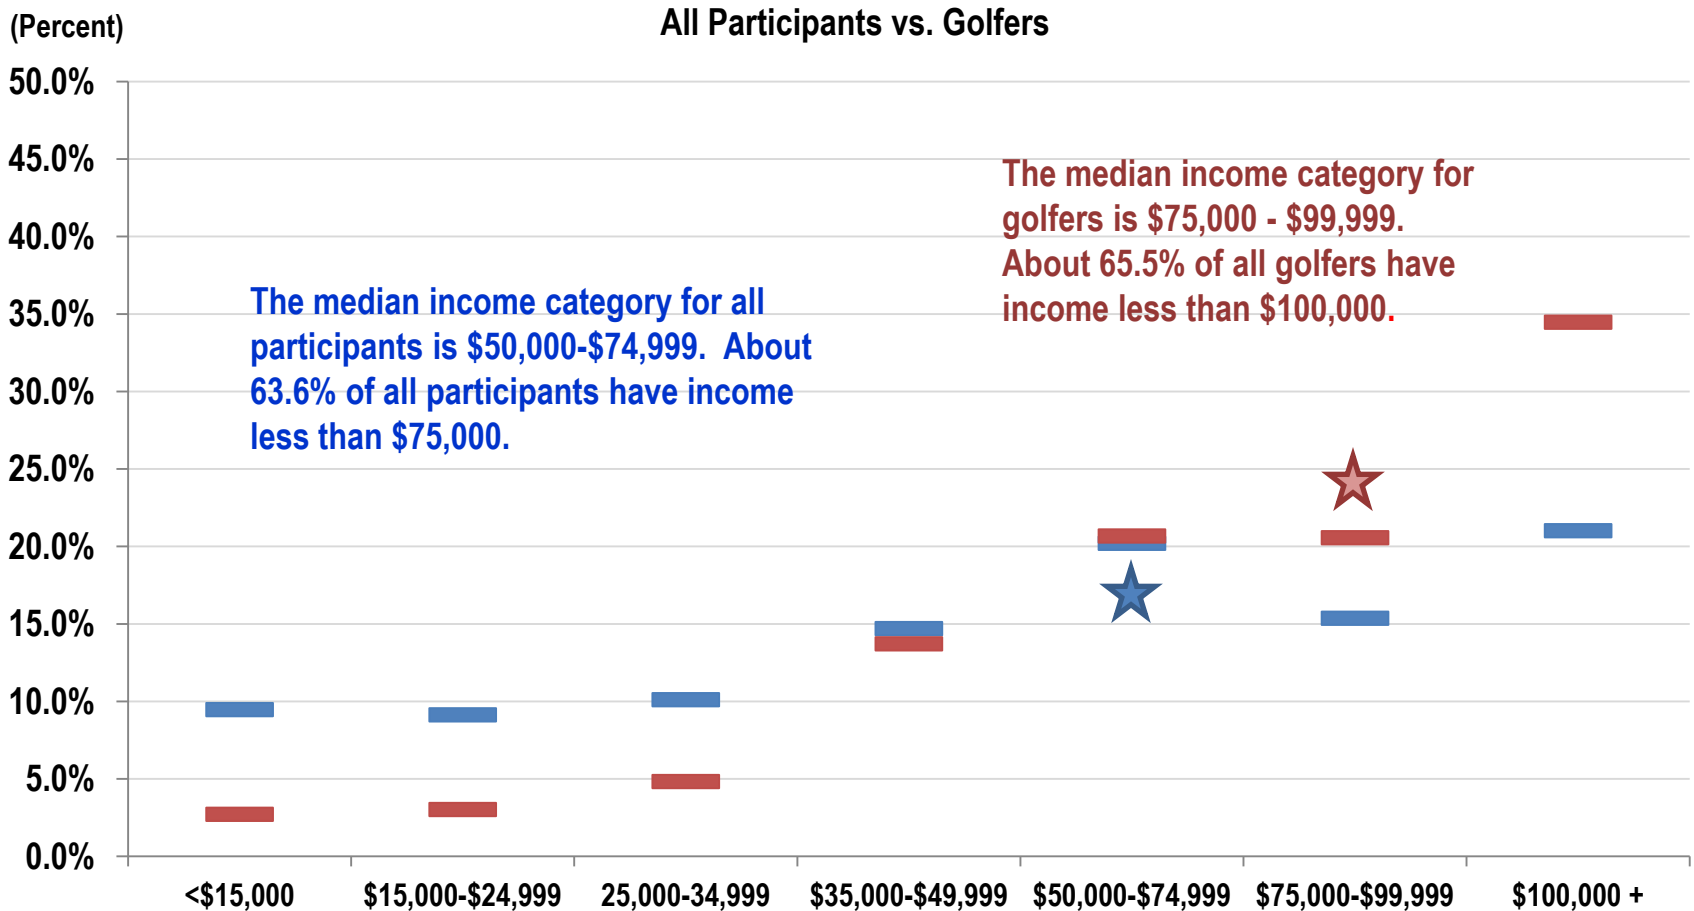 (Percent)
All Participants vs. Golfers
50.0%
45.0%
40.0%
35.0%
30.0%
25.0%
20.0%
15.0%
10.0%
5.0%
0.0%
The median income category for all
participants is $50,000-$74,999.  About
63.6% of all participants have income
less than $75,000.
The median income category for
golfers is $75,000 - $99,999.
About 65.5% of all golfers have
income less than $100,000.
<$15,000
$15,000-$24,999
25,000-34,999
$35,000-$49,999
$50,000-$74,999
$75,000-$99,999
$100,000 +